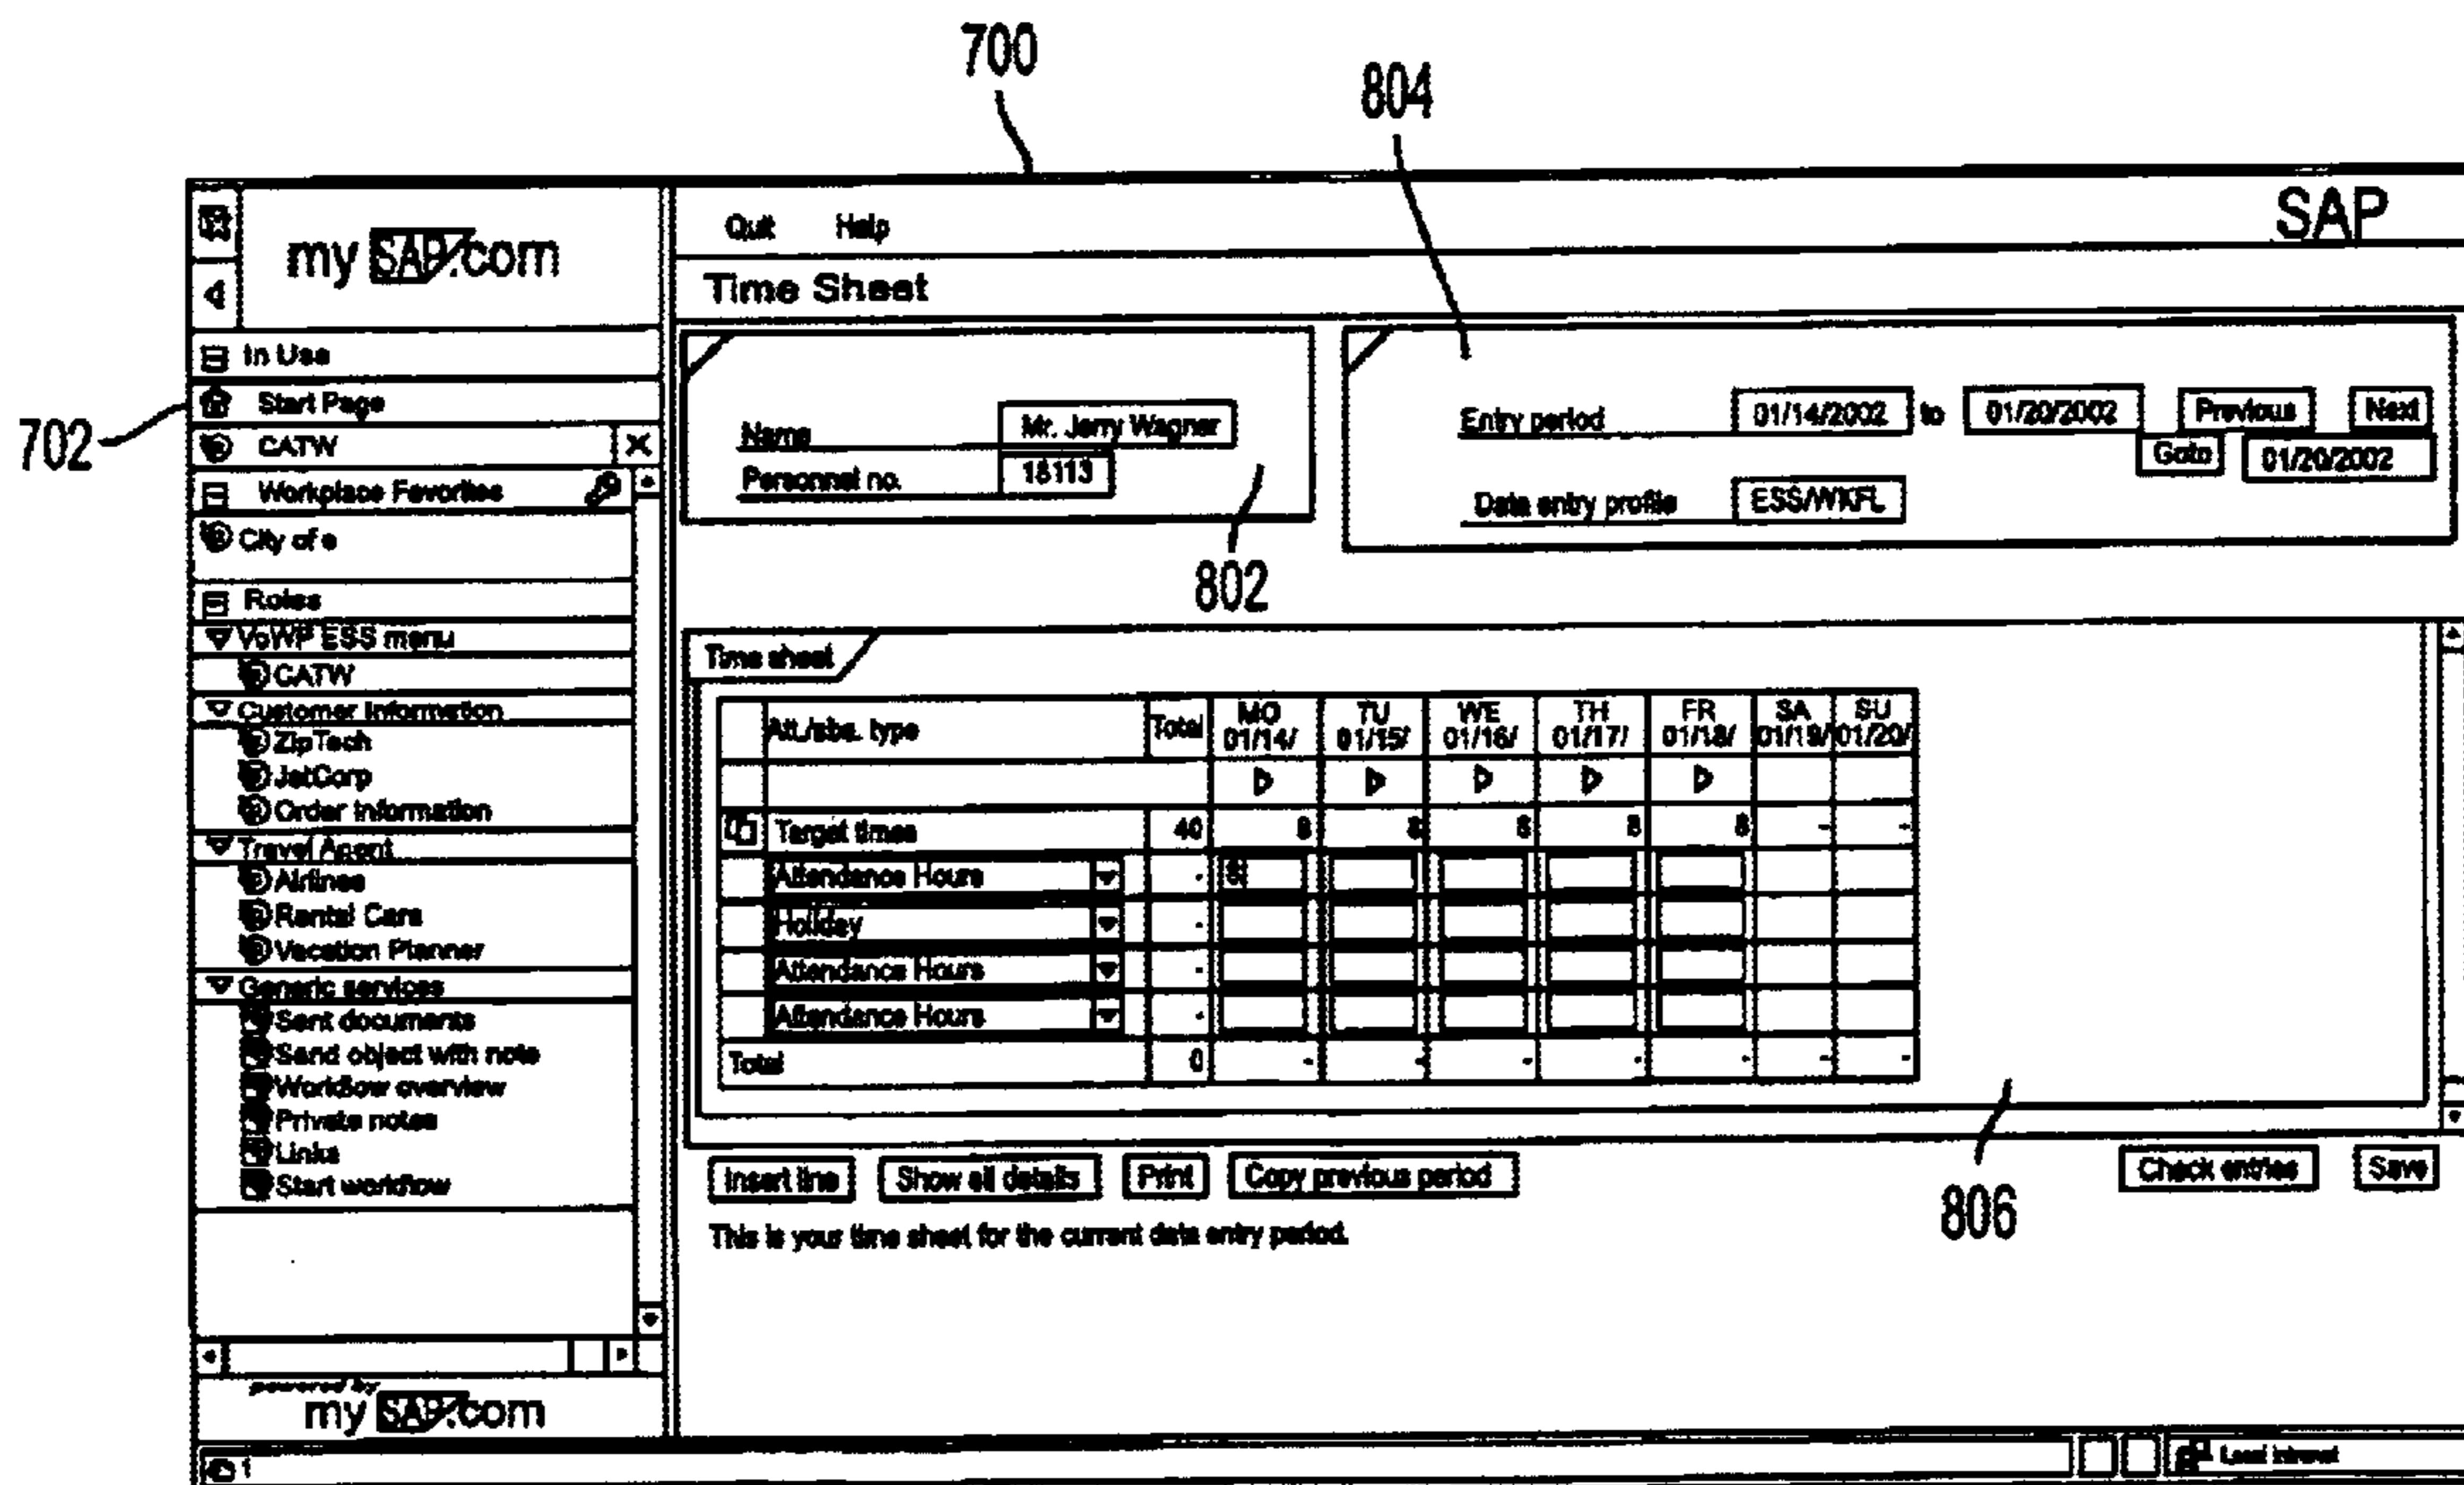 700
804
my SAP.com
Quit Help
SAP
Time Sheet
In Use
702
Start Page
CATW
Workplace Favorites
City of e
Roles
VoWP ESS menu
CATW
Customer Information
ZipTech
JetCorp
Order Information
Travel Agent
Airlines
Rental Cars
Vacation Planner
Generic services
Sent documents
Send object with note
Workflow overview
Private notes
Links
Start workflow
powered by
my SAP.com
Name Mr. Jerry Wagner
Personnel no.
802
Entry period 01/14/2002 to 01/20/2002 Previous Next
Goto 01/20/2002
Data entry profile ESS/WKFL
Time sheet
Att./abs. type Total MO 01/14/ TU 01/15/ WE 01/16/ TH 01/17/ FR 01/18/ SA 01/19/ SU 01/20/
Target times 40 8 8 8 8 8 - -
Attendance Hours -
Holiday -
Attendance Hours -
Attendance Hours -
Total 0 - - - - - - -
806
Insert line Show all details Print Copy previous period Check entries Save
This is your time sheet for the current data entry period.
1 Local intranet